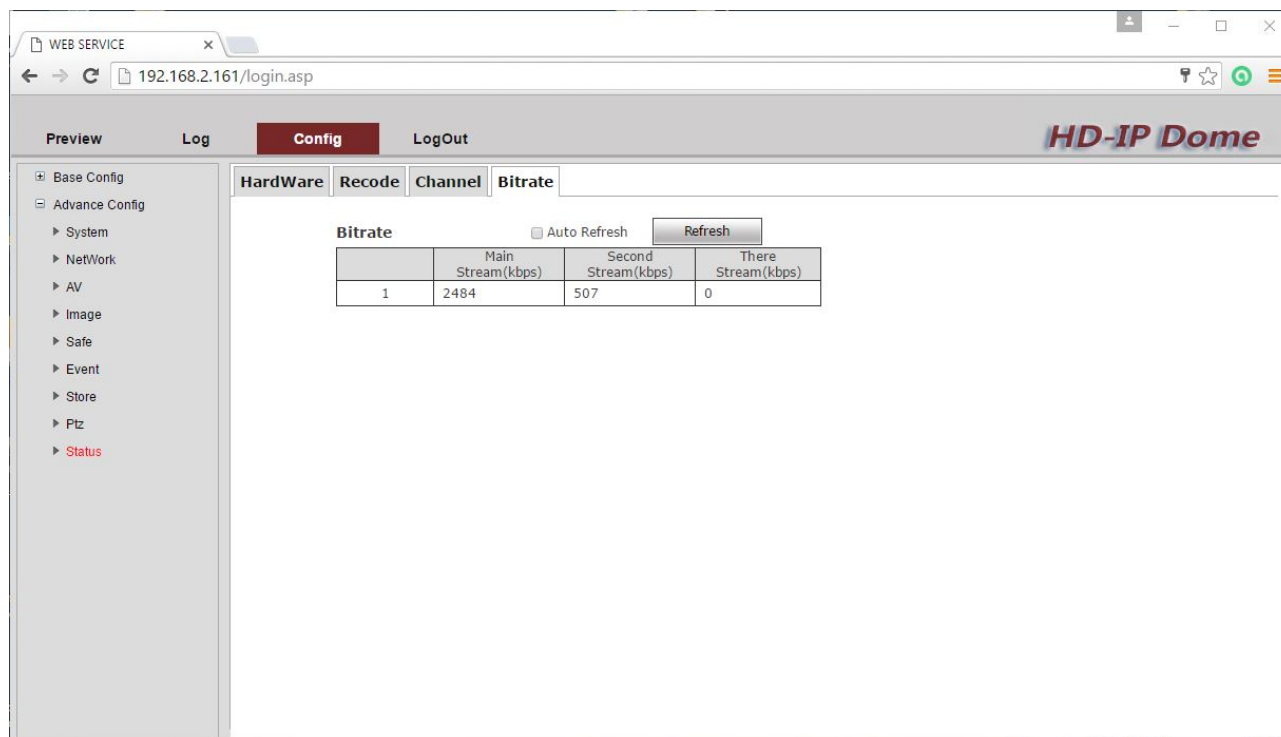 WEB SERVICE
192.168.2.161/login.asp
Preview Log Config LogOut HD-IP Dome
Base Config
Advance Config
System
NetWork
AV
Image
Safe
Event
Store
Ptz
Status
HardWare Recode Channel Bitrate
Bitrate Auto Refresh Refresh
Main Stream(kbps) Second Stream(kbps) There Stream(kbps)
1 2484 507 0